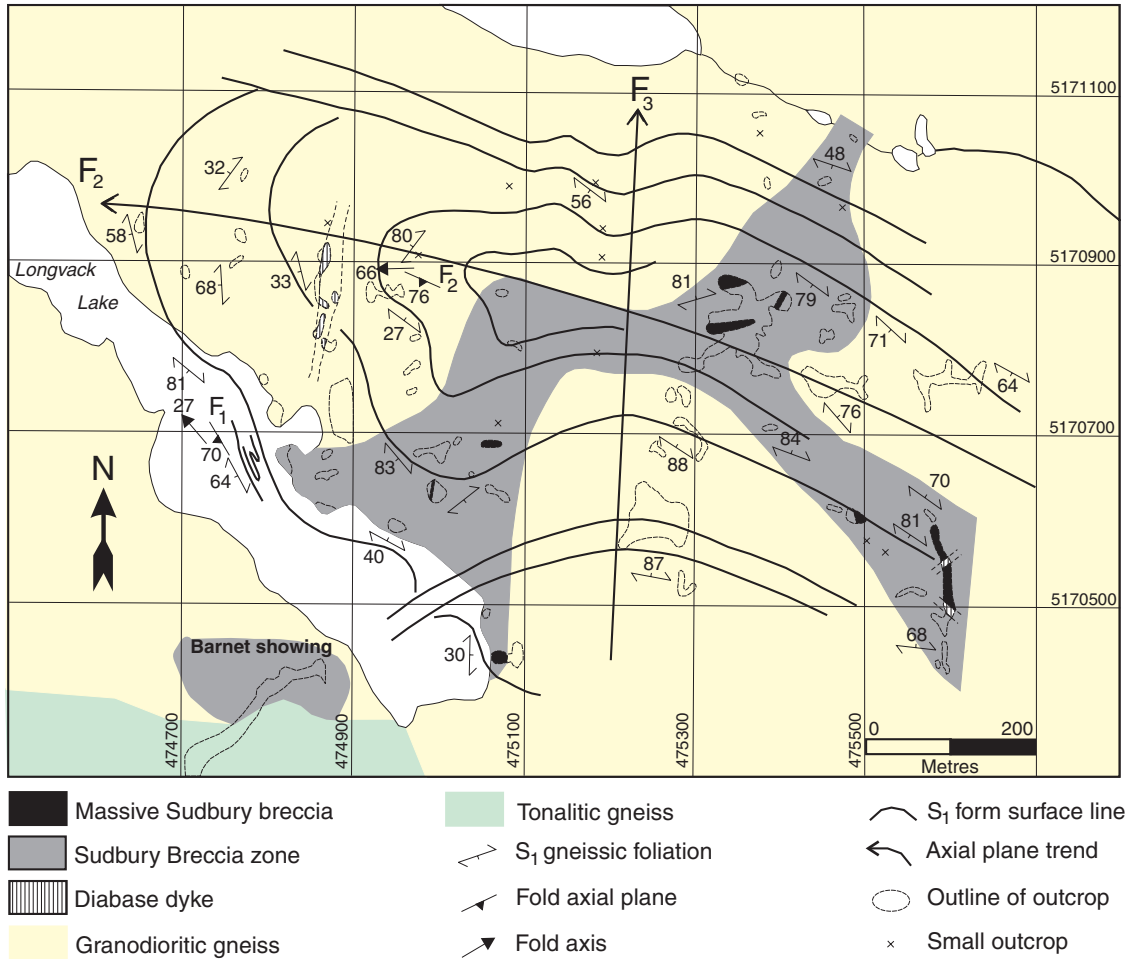 5171100
F3
48
32
F2
56
58
80
5170900
Longvack
Lake
66
F2
81
68
33
76
79
27
71
81
64
27
F1
76
5170700
84
70
83
88
N
64
70
81
40
87
5170500
68
Barnet showing
30
474700
474900
475100
475300
475500
0 200
Metres
Massive Sudbury breccia
Tonalitic gneiss
S1 form surface line
Sudbury Breccia zone
S1 gneissic foliation
Axial plane trend
Diabase dyke
Fold axial plane
Outline of outcrop
Granodioritic gneiss
Fold axis
Small outcrop